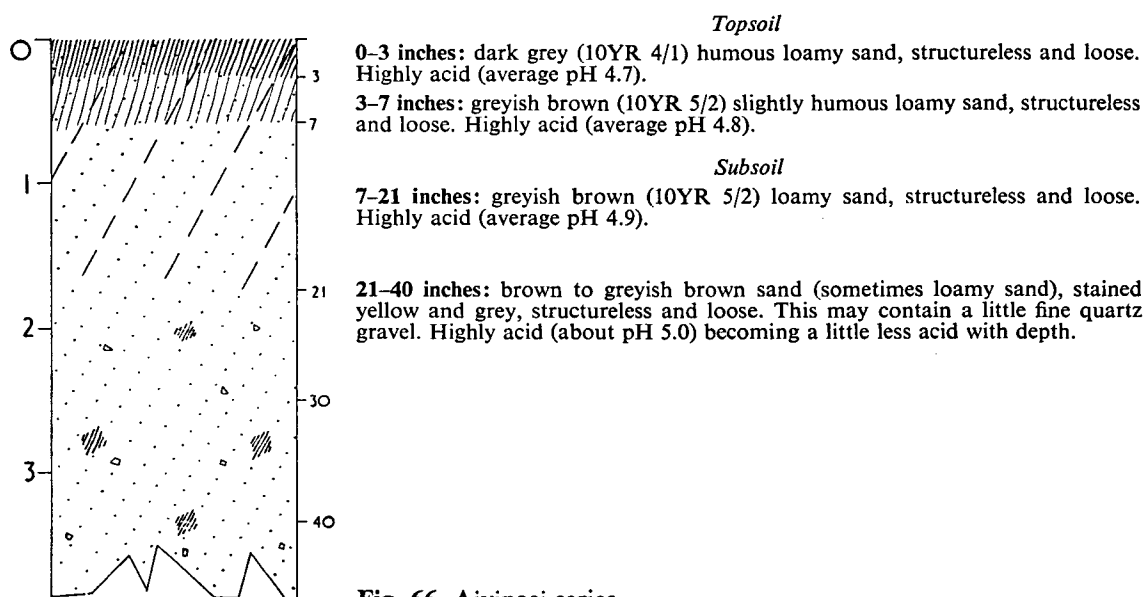 0
1
2
3
3
7
21
30
40
Topsoil
0–3 inches: dark grey (10YR 4/1) humous loamy sand, structureless and loose.
Highly acid (average pH 4.7).
3–7 inches: greyish brown (10YR 5/2) slightly humous loamy sand, structureless
and loose. Highly acid (average pH 4.8).
Subsoil
7–21 inches: greyish brown (10YR 5/2) loamy sand, structureless and loose.
Highly acid (average pH 4.9).
21–40 inches: brown to greyish brown sand (sometimes loamy sand), stained
yellow and grey, structureless and loose. This may contain a little fine quartz
gravel. Highly acid (about pH 5.0) becoming a little less acid with depth.